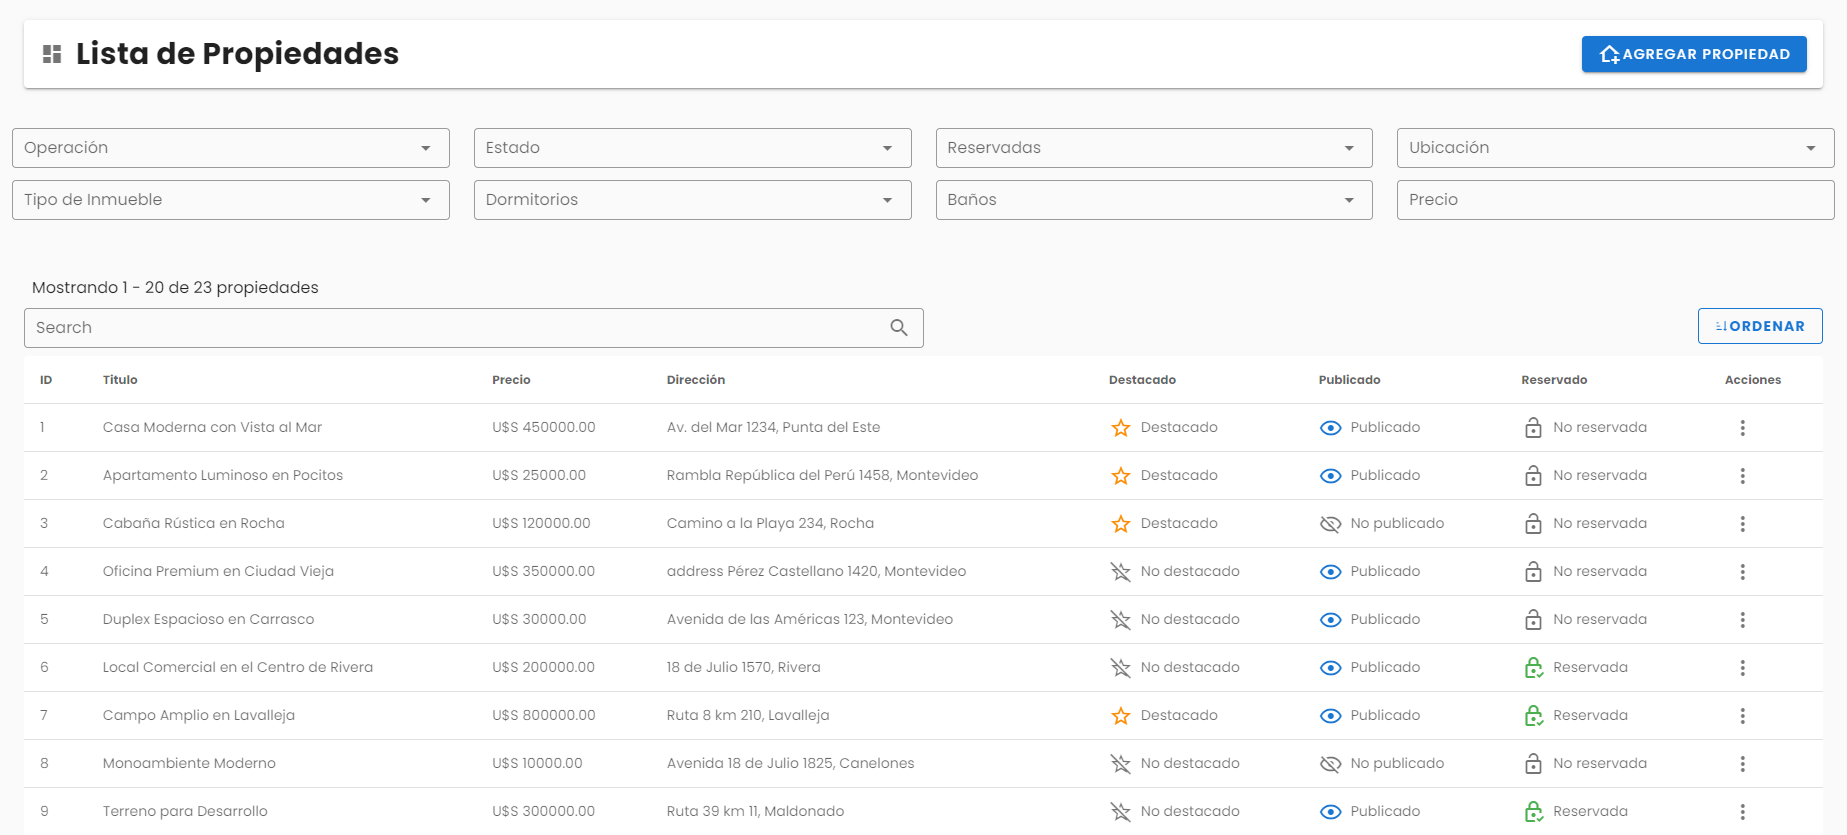 Lista de Propiedades
AGREGAR PROPIEDAD
Operación Estado Reservadas Ubicación
Tipo de Inmueble Dormitorios Baños Precio
Mostrando 1 - 20 de 23 propiedades
Search
ORDENAR
ID Titulo Precio Dirección Destacado Publicado Reservado Acciones
1 Casa Moderna con Vista al Mar U$S 450000.00 Av. del Mar 1234, Punta del Este Destacado Publicado No reservada
2 Apartamento Luminoso en Pocitos U$S 25000.00 Rambla República del Perú 1458, Montevideo Destacado Publicado No reservada
3 Cabaña Rústica en Rocha U$S 120000.00 Camino a la Playa 234, Rocha Destacado No publicado No reservada
4 Oficina Premium en Ciudad Vieja U$S 350000.00 address Pérez Castellano 1420, Montevideo No destacado Publicado No reservada
5 Duplex Espacioso en Carrasco U$S 30000.00 Avenida de las Américas 123, Montevideo No destacado Publicado No reservada
6 Local Comercial en el Centro de Rivera U$S 200000.00 18 de Julio 1570, Rivera No destacado Publicado Reservada
7 Campo Amplio en Lavalleja U$S 800000.00 Ruta 8 km 210, Lavalleja Destacado Publicado Reservada
8 Monoambiente Moderno U$S 10000.00 Avenida 18 de Julio 1825, Canelones No destacado No publicado No reservada
9 Terreno para Desarrollo U$S 300000.00 Ruta 39 km 11, Maldonado No destacado Publicado Reservada